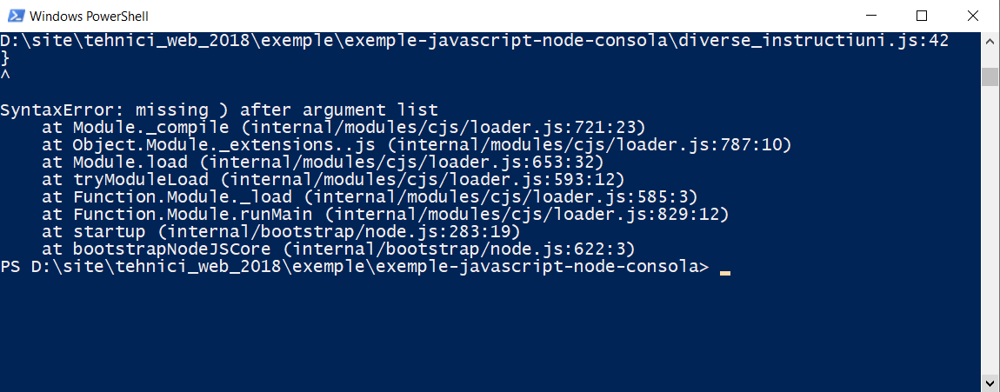 Windows PowerShell
D:\site\tehnici_web_2018\exemple\exemple-javascript-node-consola\diverse_instructiuni.js:42
}
^
SyntaxError: missing ) after argument list
    at Module._compile (internal/modules/cjs/loader.js:721:23)
    at Object.Module._extensions..js (internal/modules/cjs/loader.js:787:10)
    at Module.load (internal/modules/cjs/loader.js:653:32)
    at tryModuleLoad (internal/modules/cjs/loader.js:593:12)
    at Function.Module._load (internal/modules/cjs/loader.js:585:3)
    at Function.Module.runMain (internal/modules/cjs/loader.js:829:12)
    at startup (internal/bootstrap/node.js:283:19)
    at bootstrapNodeJSCore (internal/bootstrap/node.js:622:3)
PS D:\site\tehnici_web_2018\exemple\exemple-javascript-node-consola>